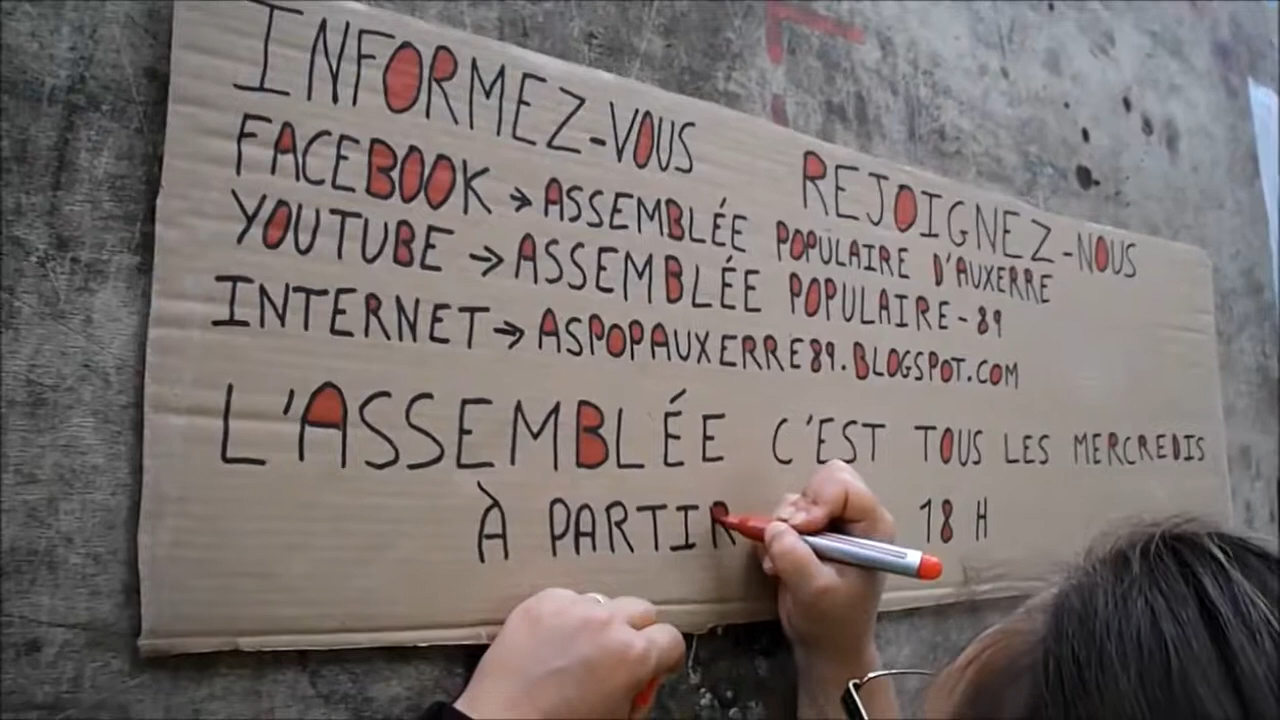 INFORMEZ-VOUS REJOIGNEZ-NOUS
FACEBOOK → ASSEMBLÉE POPULAIRE D'AUXERRE
YOUTUBE → ASSEMBLÉE POPULAIRE-89
INTERNET → ASPOPAUXERRE89.BLOGSPOT.COM
L'ASSEMBLÉE C'EST TOUS LES MERCREDIS
À PARTIR 18 H